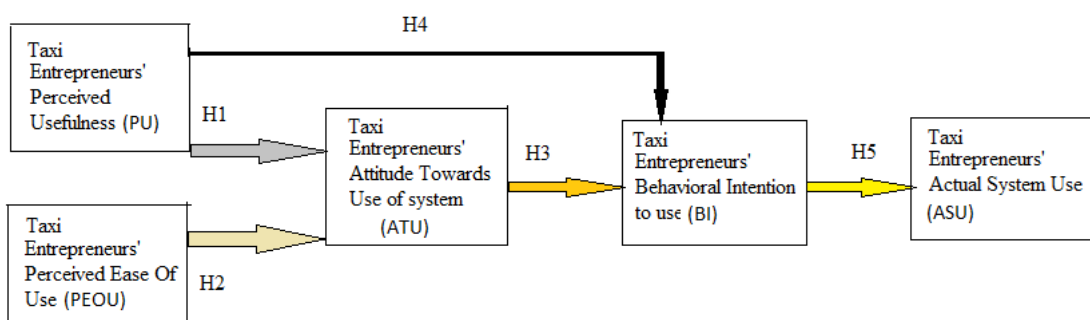 H4
Taxi
Entrepreneurs'
Perceived
Usefulness (PU)
H1
Taxi
Entrepreneurs'
Attitude Towards
Use of system
(ATU)
H3
Taxi
Entrepreneurs'
Behavioral Intention
to use (BI)
H5
Taxi
Entrepreneurs'
Actual System Use
(ASU)
Taxi
Entrepreneurs'
Perceived Ease Of
Use (PEOU)
H2